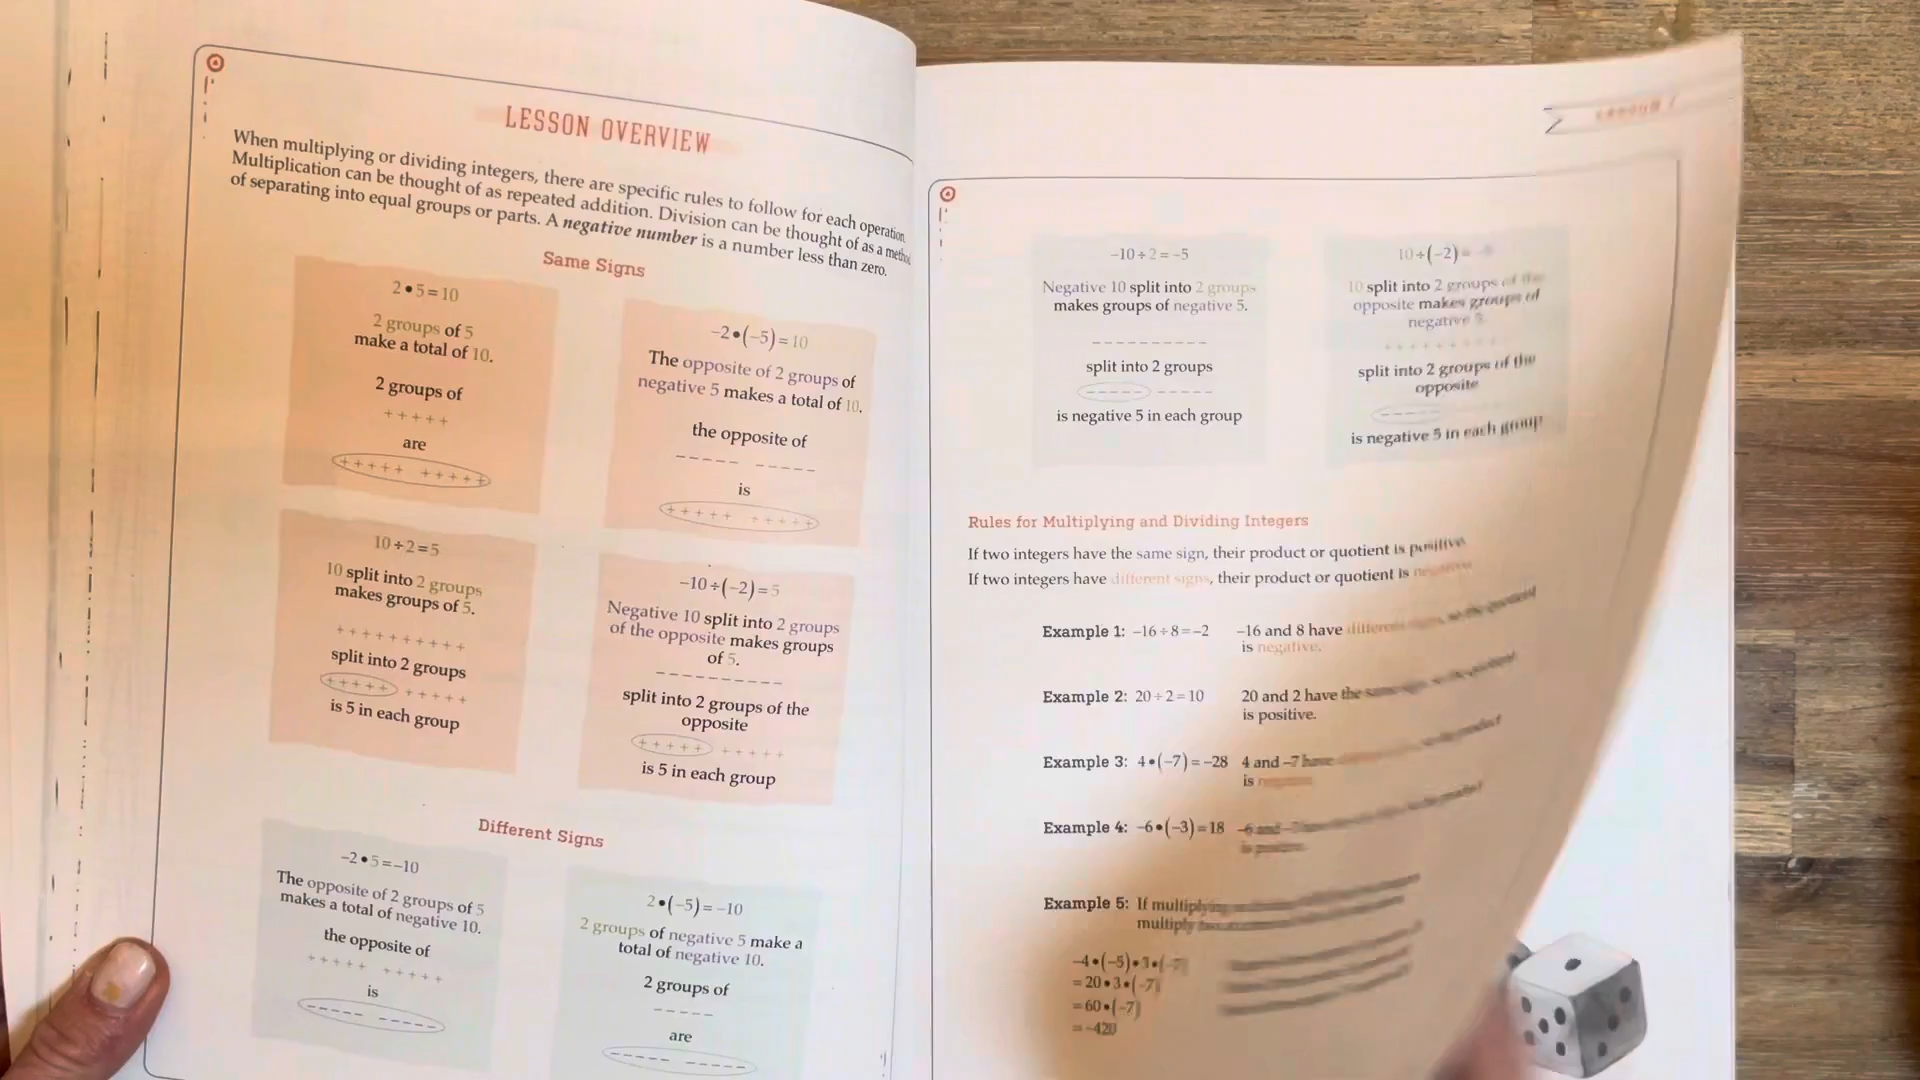 LESSON OVERVIEW
When multiplying or dividing integers, there are specific rules to follow for each operation.
Multiplication can be thought of as repeated addition. Division can be thought of as a
of separating into equal groups or parts. A negative number is a number less than zero.
Same Signs
2•5=10
2 groups of 5
make a total of 10.
2 groups of
+++++
are
+++++ +++++
−2•(−5)=10
The opposite of 2 groups of
negative 5 makes a total of 10.
the opposite of
−−−−− −−−−−
is
+++++ +++++
10÷2=5
10 split into 2 groups
makes groups of 5.
++++++++++
split into 2 groups
+++++ +++++
is 5 in each group
−10÷(−2)=5
Negative 10 split into 2 groups
of the opposite makes groups
of 5.
−−−−−−−−−−
split into 2 groups of the
opposite
+++++ +++++
is 5 in each group
Different Signs
−2•5=−10
The opposite of 2 groups of 5
makes a total of negative 10.
the opposite of
+++++ +++++
is
−−−−− −−−−−
2•(−5)=−10
2 groups of negative 5 make a
total of negative 10.
2 groups of
−−−−−
are
−−−−− −−−−−
−10÷2=−5
Negative 10 split into 2 groups
makes groups of negative 5.
−−−−−−−−−−
split into 2 groups
−−−−− −−−−−
is negative 5 in each group
10÷(−2)=
10 split into 2 groups of the
opposite makes groups of
negative
++++++++++
split into 2 groups of the
opposite
−−−−−
is negative 5 in each group
Rules for Multiplying and Dividing Integers
If two integers have the same sign, their product or quotient is positive.
If two integers have different signs, their product or quotient is
Example 1: −16÷8=−2 −16 and 8 have different signs, so the quotient
is negative.
Example 2: 20÷2=10 20 and 2 have the same sign, so the quotient
is positive.
Example 3: 4•(−7)=−28 4 and −7 have
is
Example 4: −6•(−3)=18 −6 and
is positive.
Example 5: If multiplying
multiply
−4•(−5)•3•(−7)
=20•3•(−7)
=60•(−7)
=−420